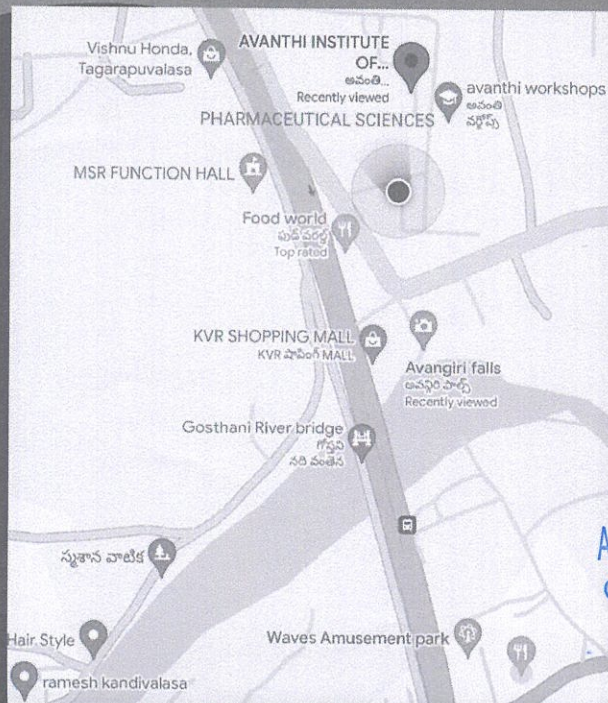 Vishnu Honda,
Tagarapuvalasa
AVANTHI INSTITUTE
OF...
అవంతి...
Recently viewed
avanthi workshops
అవంతి
వర్క్‌షాప్స్
PHARMACEUTICAL SCIENCES
MSR FUNCTION HALL
Food world
ఫుడ్ వరల్డ్
Top rated
KVR SHOPPING MALL
KVR షాపింగ్ MALL
Avangiri falls
Recently viewed
Gosthani River bridge
గోస్తని
నది వంతెన
స్మశాన వాటిక
Hair Style
Waves Amusement park
ramesh kandivalasa